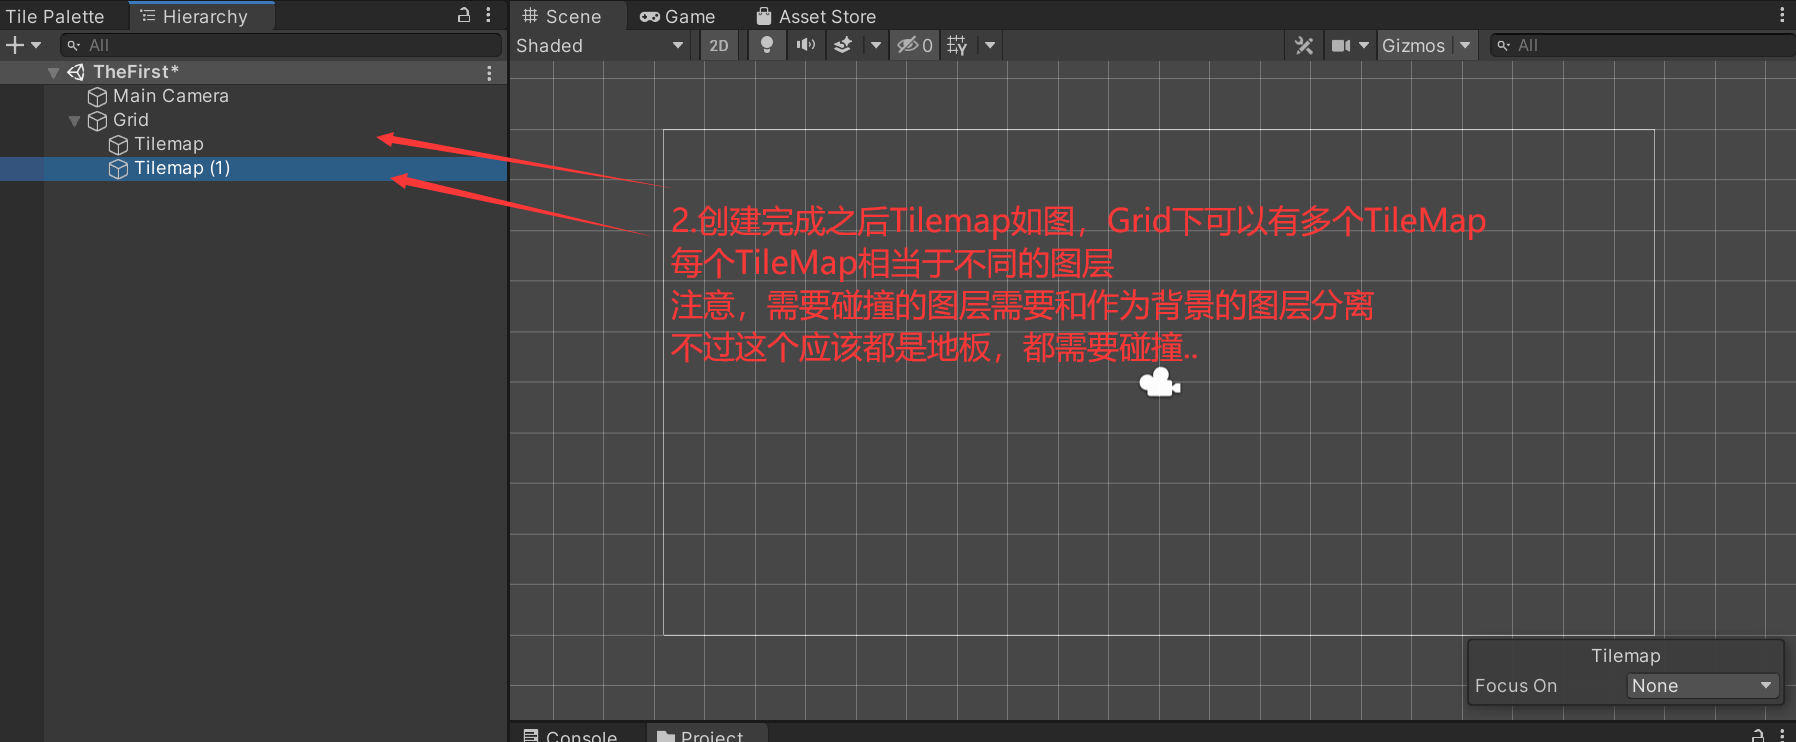 Tile Palette
Hierarchy
Scene
Game
Asset Store
All
Shaded
2D
0
Gizmos
All
TheFirst*
Main Camera
Grid
Tilemap
Tilemap (1)
2.创建完成之后Tilemap如图，Grid下可以有多个TileMap
每个TileMap相当于不同的图层
注意，需要碰撞的图层需要和作为背景的图层分离
不过这个应该都是地板，都需要碰撞..
Tilemap
Focus On
None
Console
Project